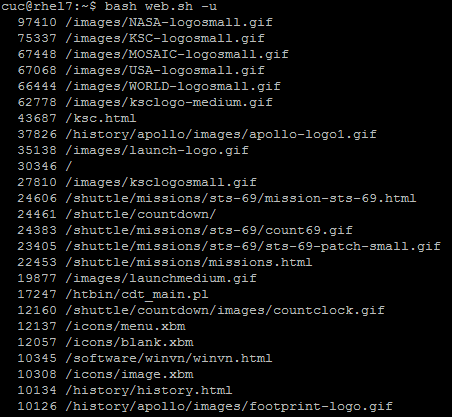 cuc@rhel7:~$ bash web.sh -u
97410 /images/NASA-logosmall.gif
75337 /images/KSC-logosmall.gif
67448 /images/MOSAIC-logosmall.gif
67068 /images/USA-logosmall.gif
66444 /images/WORLD-logosmall.gif
62778 /images/ksclogo-medium.gif
43687 /ksc.html
37826 /history/apollo/images/apollo-logo1.gif
35138 /images/launch-logo.gif
30346 /
27810 /images/ksclogosmall.gif
24606 /shuttle/missions/sts-69/mission-sts-69.html
24461 /shuttle/countdown/
24383 /shuttle/missions/sts-69/count69.gif
23405 /shuttle/missions/sts-69/sts-69-patch-small.gif
22453 /shuttle/missions/missions.html
19877 /images/launchmedium.gif
17247 /htbin/cdt_main.pl
12160 /shuttle/countdown/images/countclock.gif
12137 /icons/menu.xbm
12057 /icons/blank.xbm
10345 /software/winvn/winvn.html
10308 /icons/image.xbm
10134 /history/history.html
10126 /history/apollo/images/footprint-logo.gif